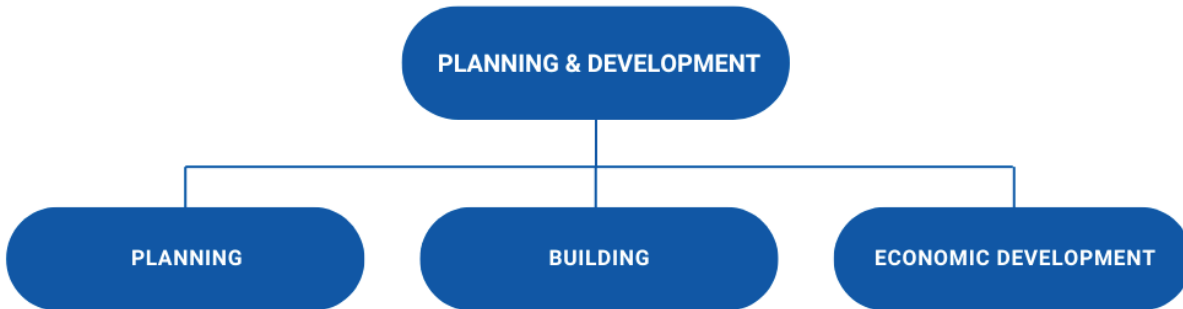 PLANNING & DEVELOPMENT
PLANNING
BUILDING
ECONOMIC DEVELOPMENT